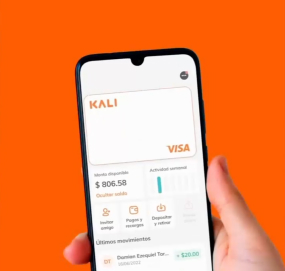 KALI
VISA
Monto disponible
$ 806.58
Ocultar saldo
Actividad semanal
Invitar
amigo
Pagos y
recargas
Depositar
y retirar
Últimos movimientos
DT
Damian Ezequiel Tor...
+ $20.00